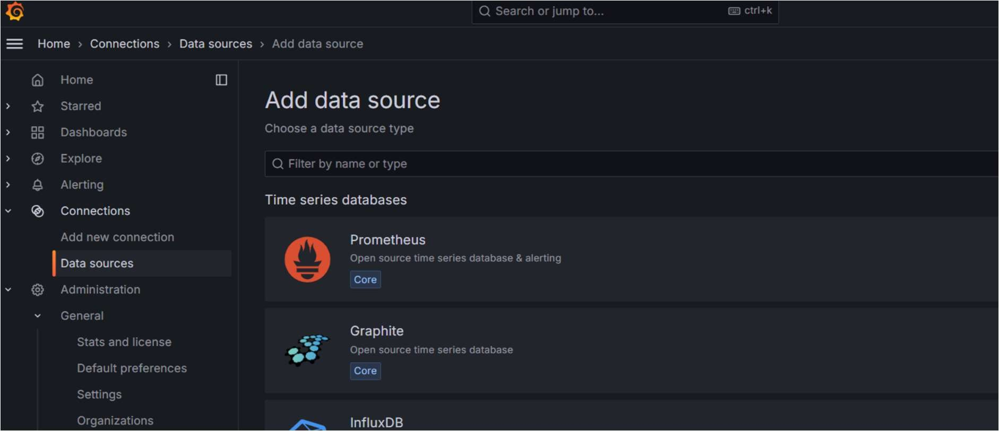 Search or jump to... ctrl+k
Home › Connections › Data sources › Add data source
Home
Starred
Dashboards
Explore
Alerting
Connections
Add new connection
Data sources
Administration
General
Stats and license
Default preferences
Settings
Organizations
Add data source
Choose a data source type
Filter by name or type
Time series databases
Prometheus
Open source time series database & alerting
Core
Graphite
Open source time series database
Core
InfluxDB